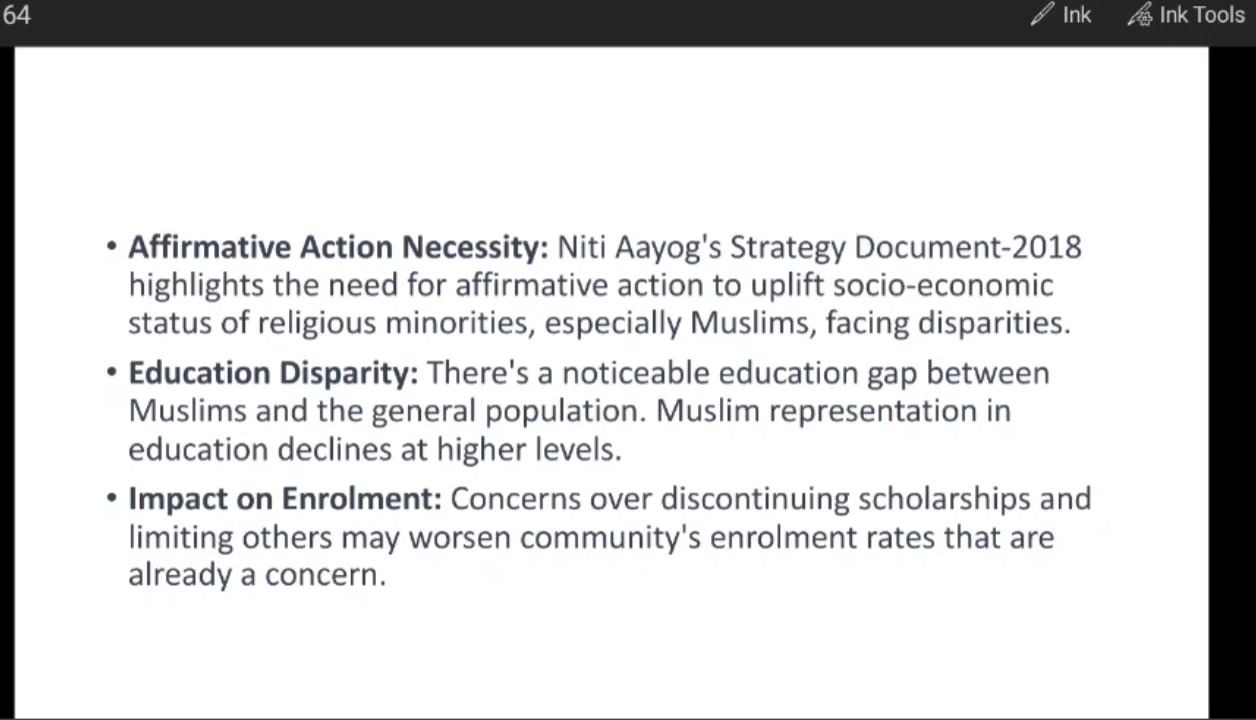 64
Ink
Ink Tools
• Affirmative Action Necessity: Niti Aayog's Strategy Document-2018
highlights the need for affirmative action to uplift socio-economic
status of religious minorities, especially Muslims, facing disparities.
• Education Disparity: There's a noticeable education gap between
Muslims and the general population. Muslim representation in
education declines at higher levels.
• Impact on Enrolment: Concerns over discontinuing scholarships and
limiting others may worsen community's enrolment rates that are
already a concern.